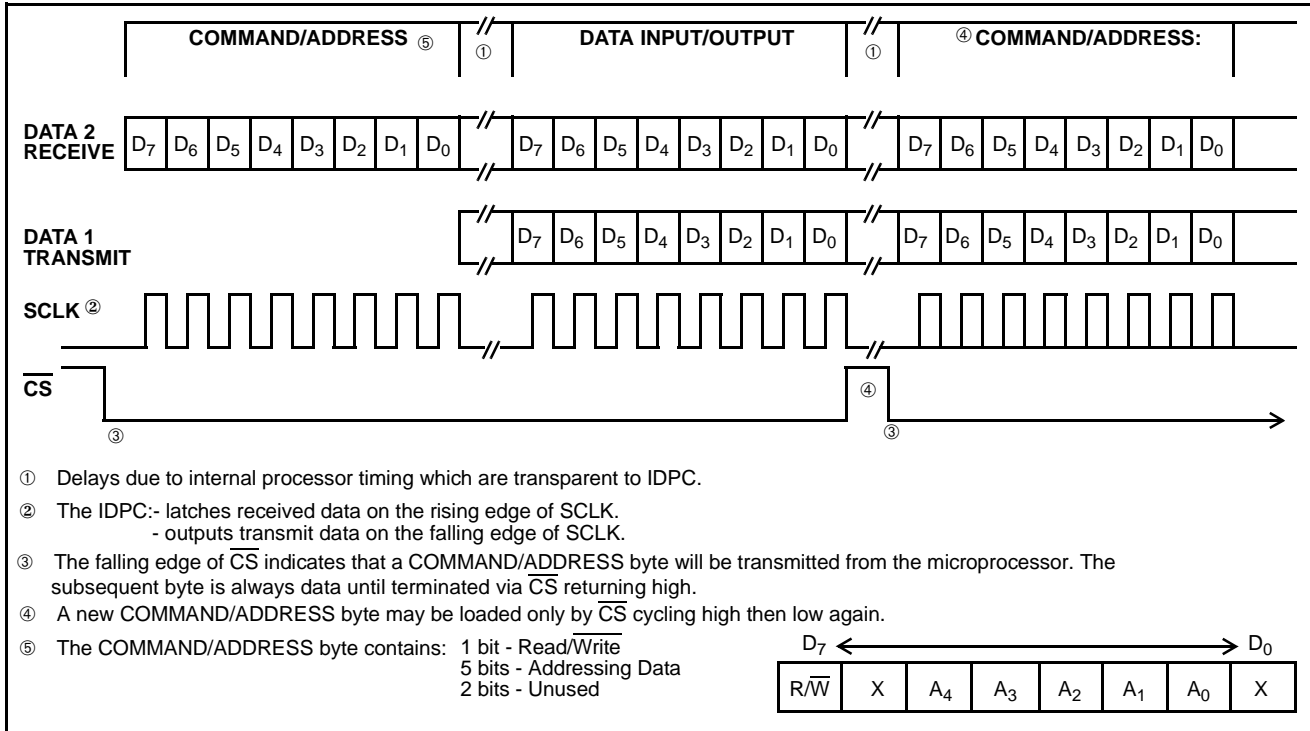 COMMAND/ADDRESS ⑤ ① DATA INPUT/OUTPUT ① ④ COMMAND/ADDRESS:
DATA 2
RECEIVE
D7 D6 D5 D4 D3 D2 D1 D0 D7 D6 D5 D4 D3 D2 D1 D0 D7 D6 D5 D4 D3 D2 D1 D0
DATA 1
TRANSMIT
D7 D6 D5 D4 D3 D2 D1 D0 D7 D6 D5 D4 D3 D2 D1 D0
SCLK ②
C̅S̅
④
③ ③
① Delays due to internal processor timing which are transparent to IDPC.
② The IDPC:- latches received data on the rising edge of SCLK.
- outputs transmit data on the falling edge of SCLK.
③ The falling edge of C̅S̅ indicates that a COMMAND/ADDRESS byte will be transmitted from the microprocessor. The
subsequent byte is always data until terminated via C̅S̅ returning high.
④ A new COMMAND/ADDRESS byte may be loaded only by C̅S̅ cycling high then low again.
⑤ The COMMAND/ADDRESS byte contains: 1 bit - Read/W̅r̅i̅t̅e̅
5 bits - Addressing Data
2 bits - Unused
D7 D0
R/W̅ X A4 A3 A2 A1 A0 X